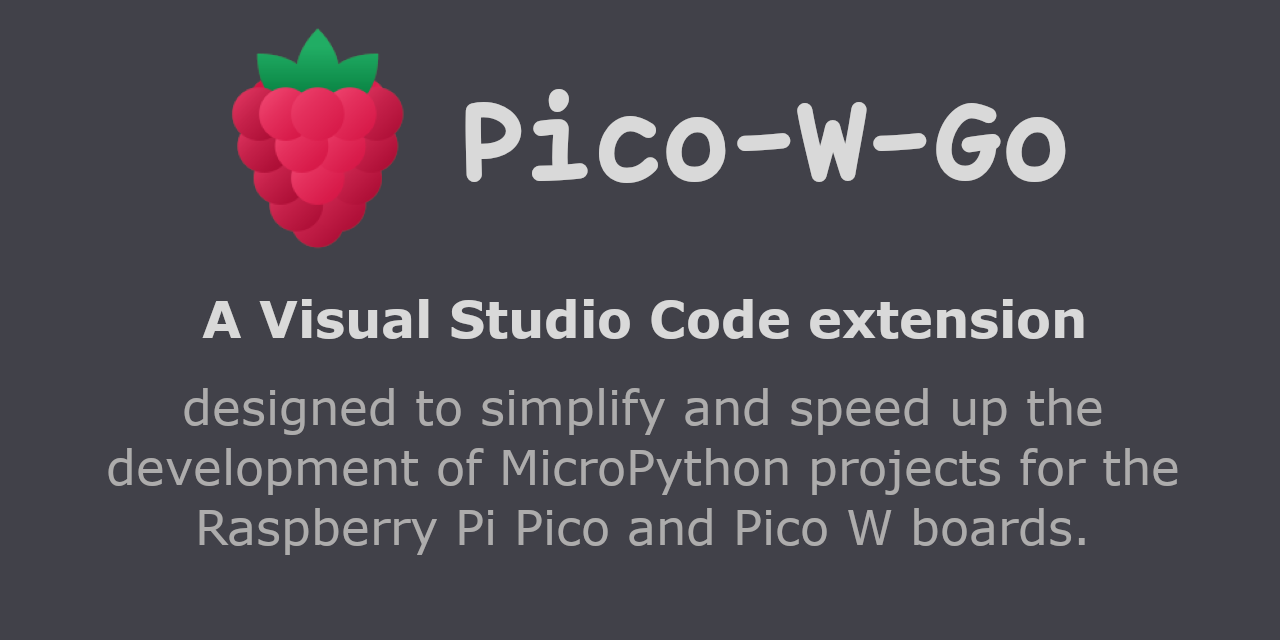 Pico-W-Go
A Visual Studio Code extension
designed to simplify and speed up the
development of MicroPython projects for the
Raspberry Pi Pico and Pico W boards.